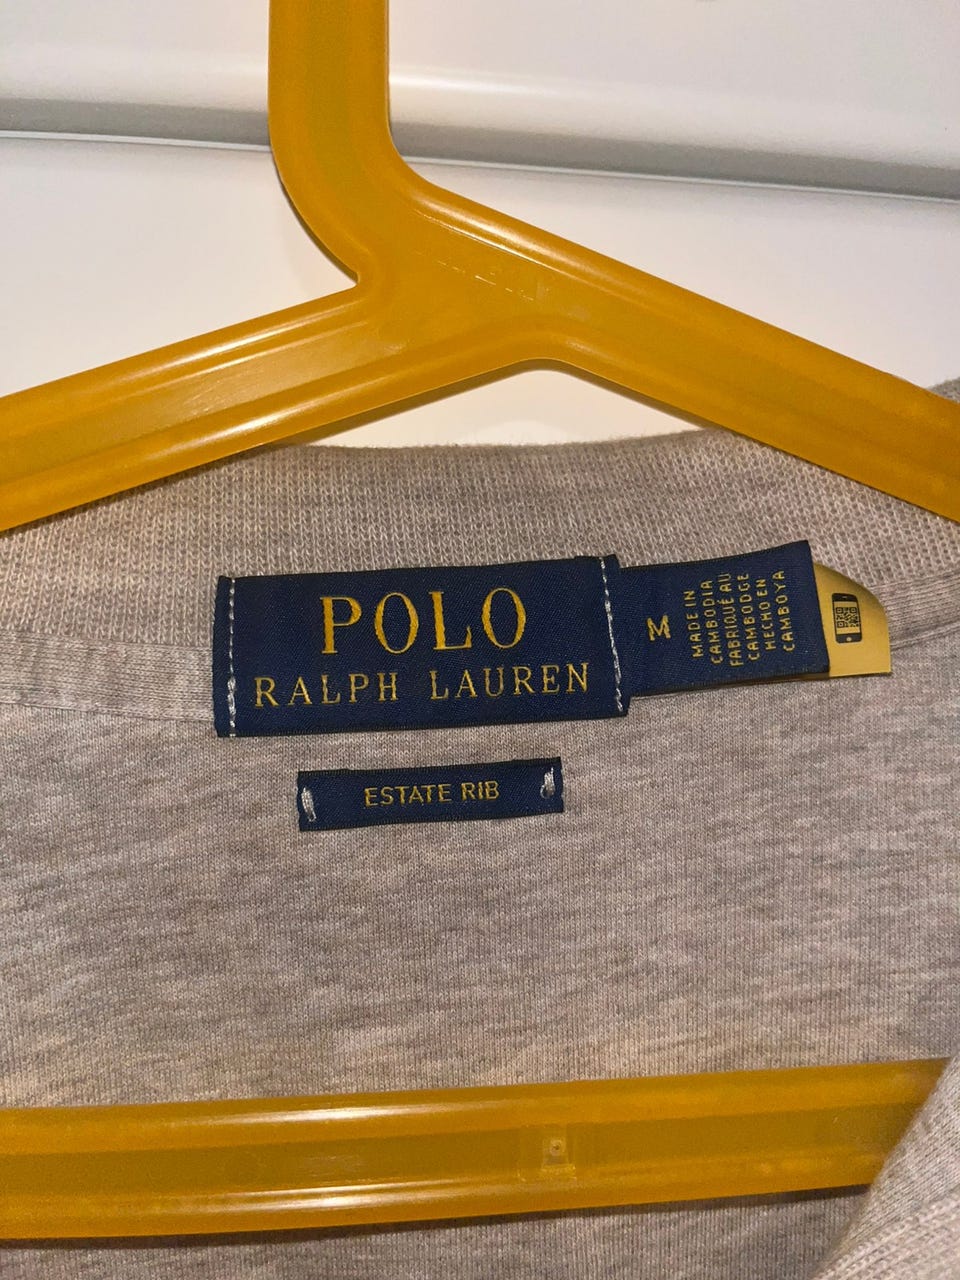 POLO
RALPH LAUREN
M
MADE IN
CAMBODIA
FABRIQUÉ AU
CAMBODGE
HECHO EN
CAMBOYA
ESTATE RIB